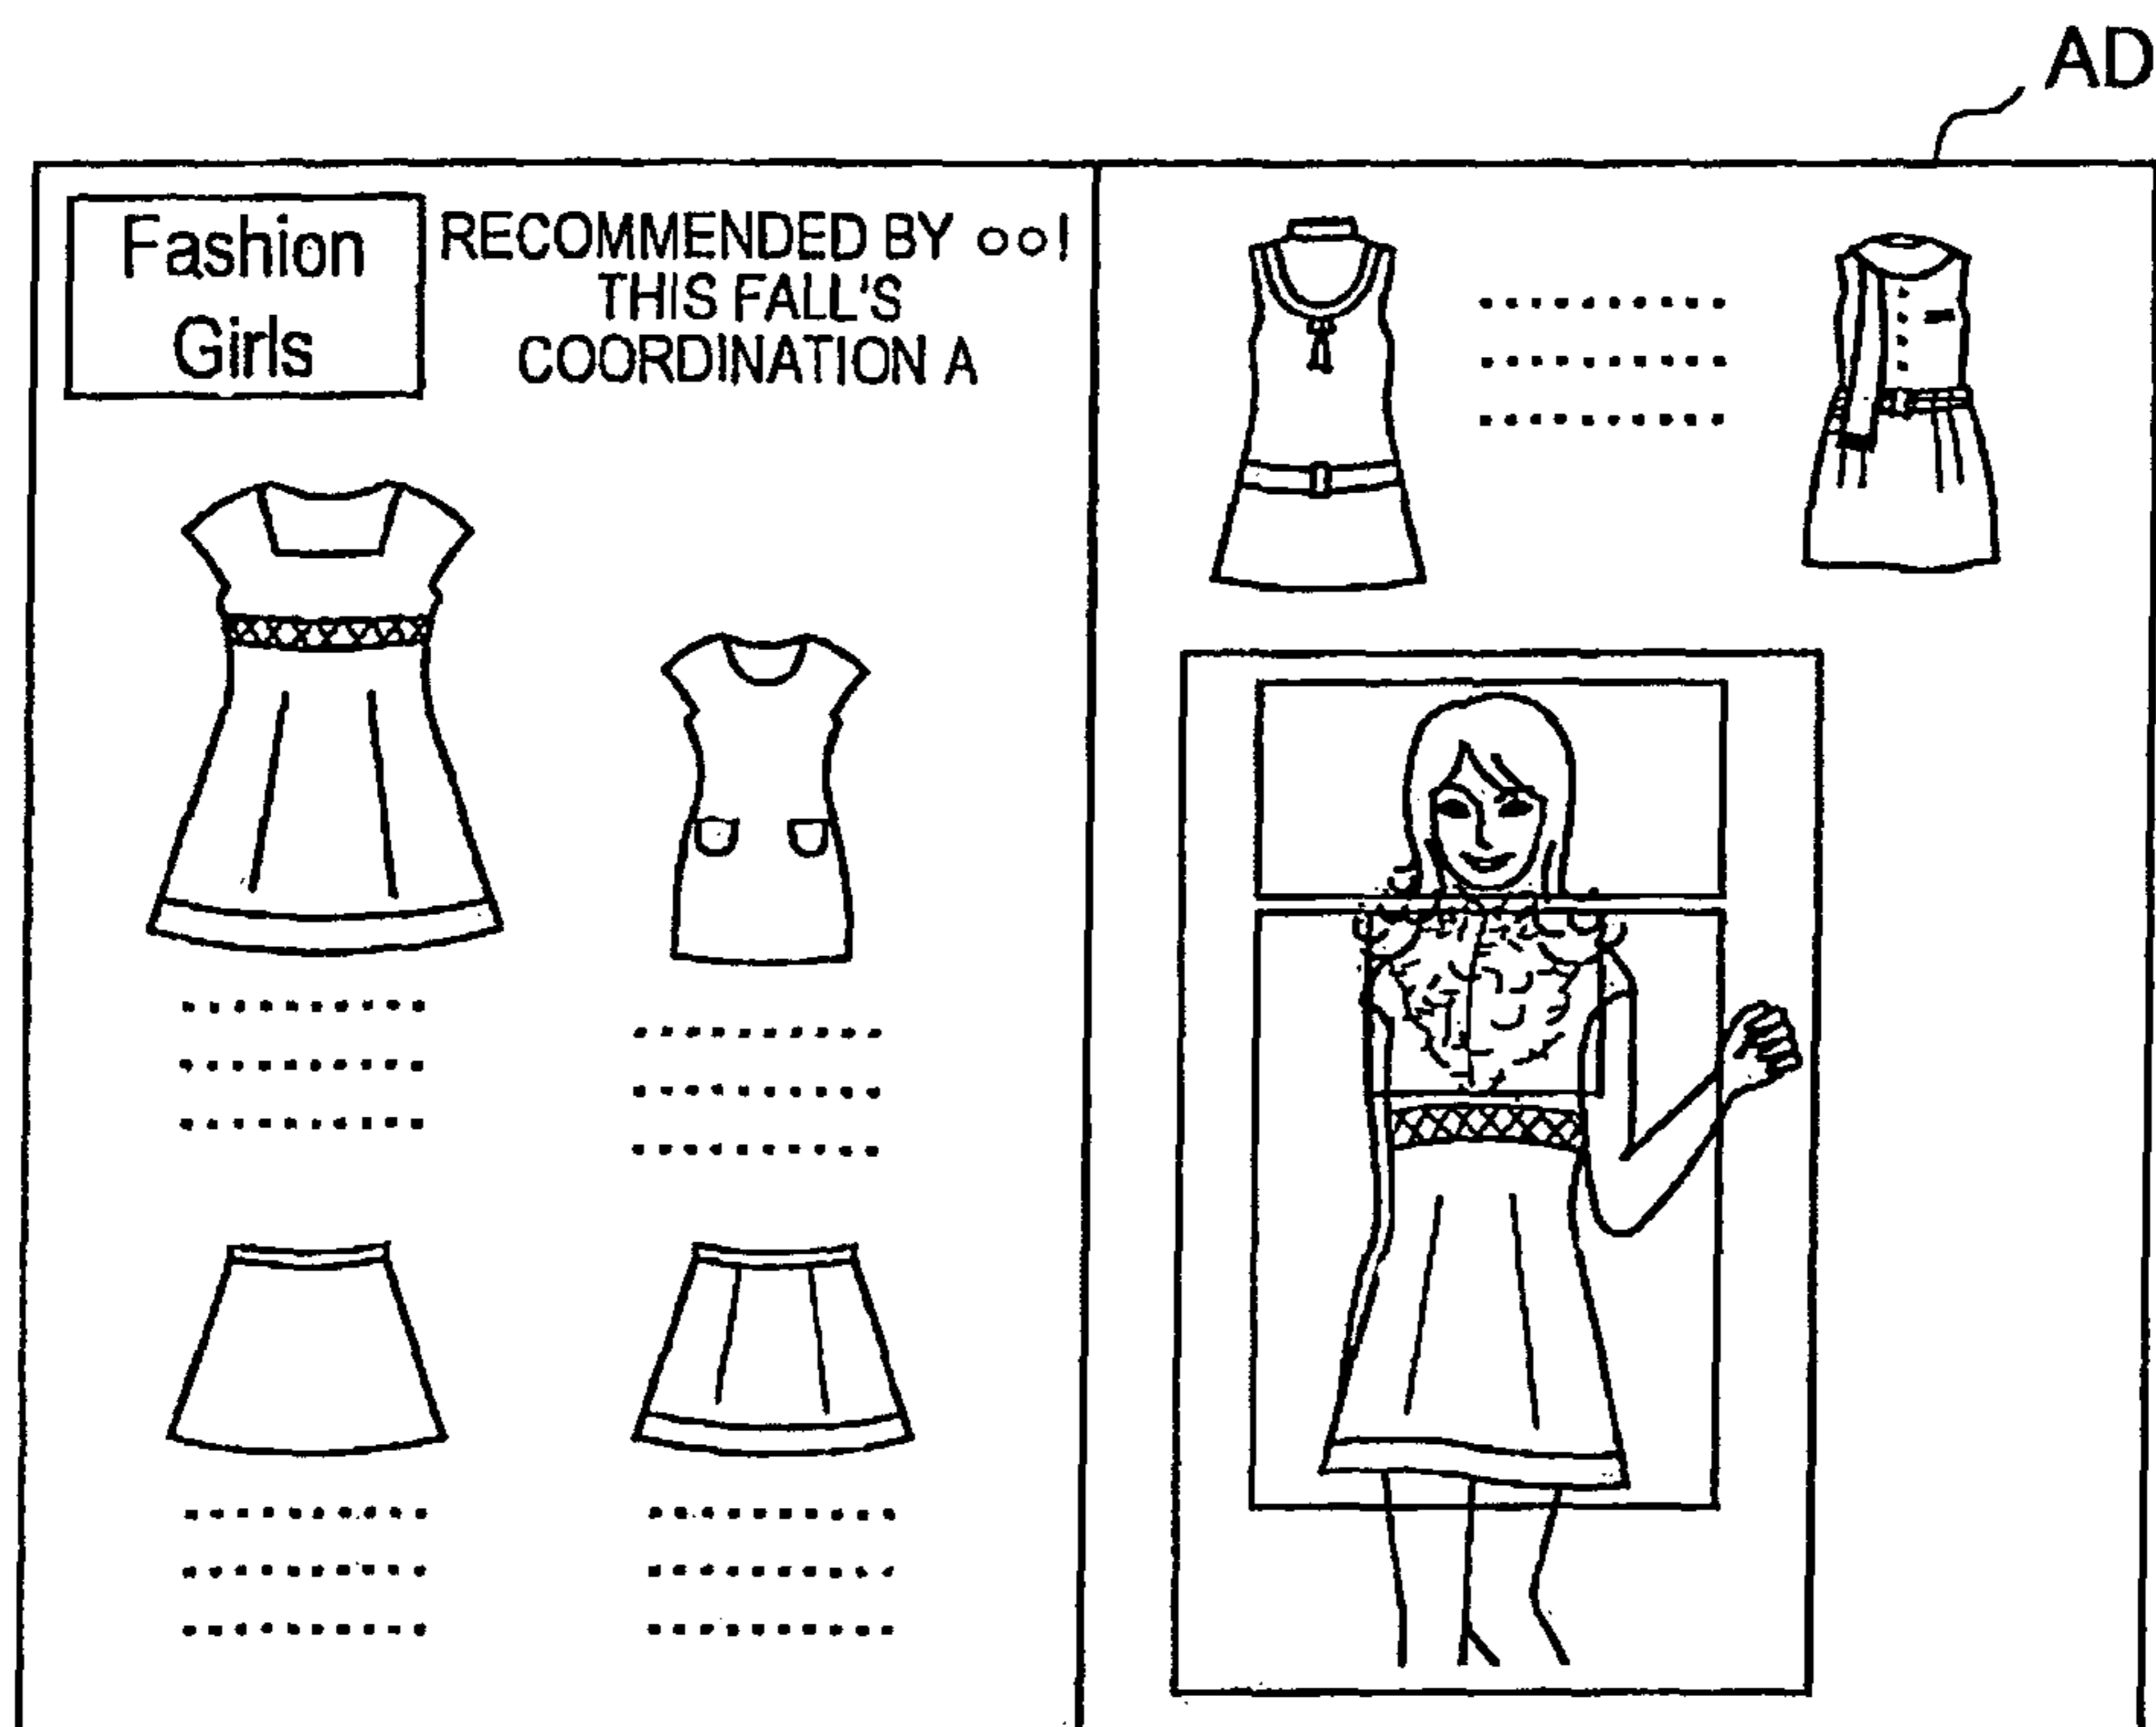 AD
Fashion
Girls
RECOMMENDED BY ○○!
THIS FALL'S
COORDINATION A